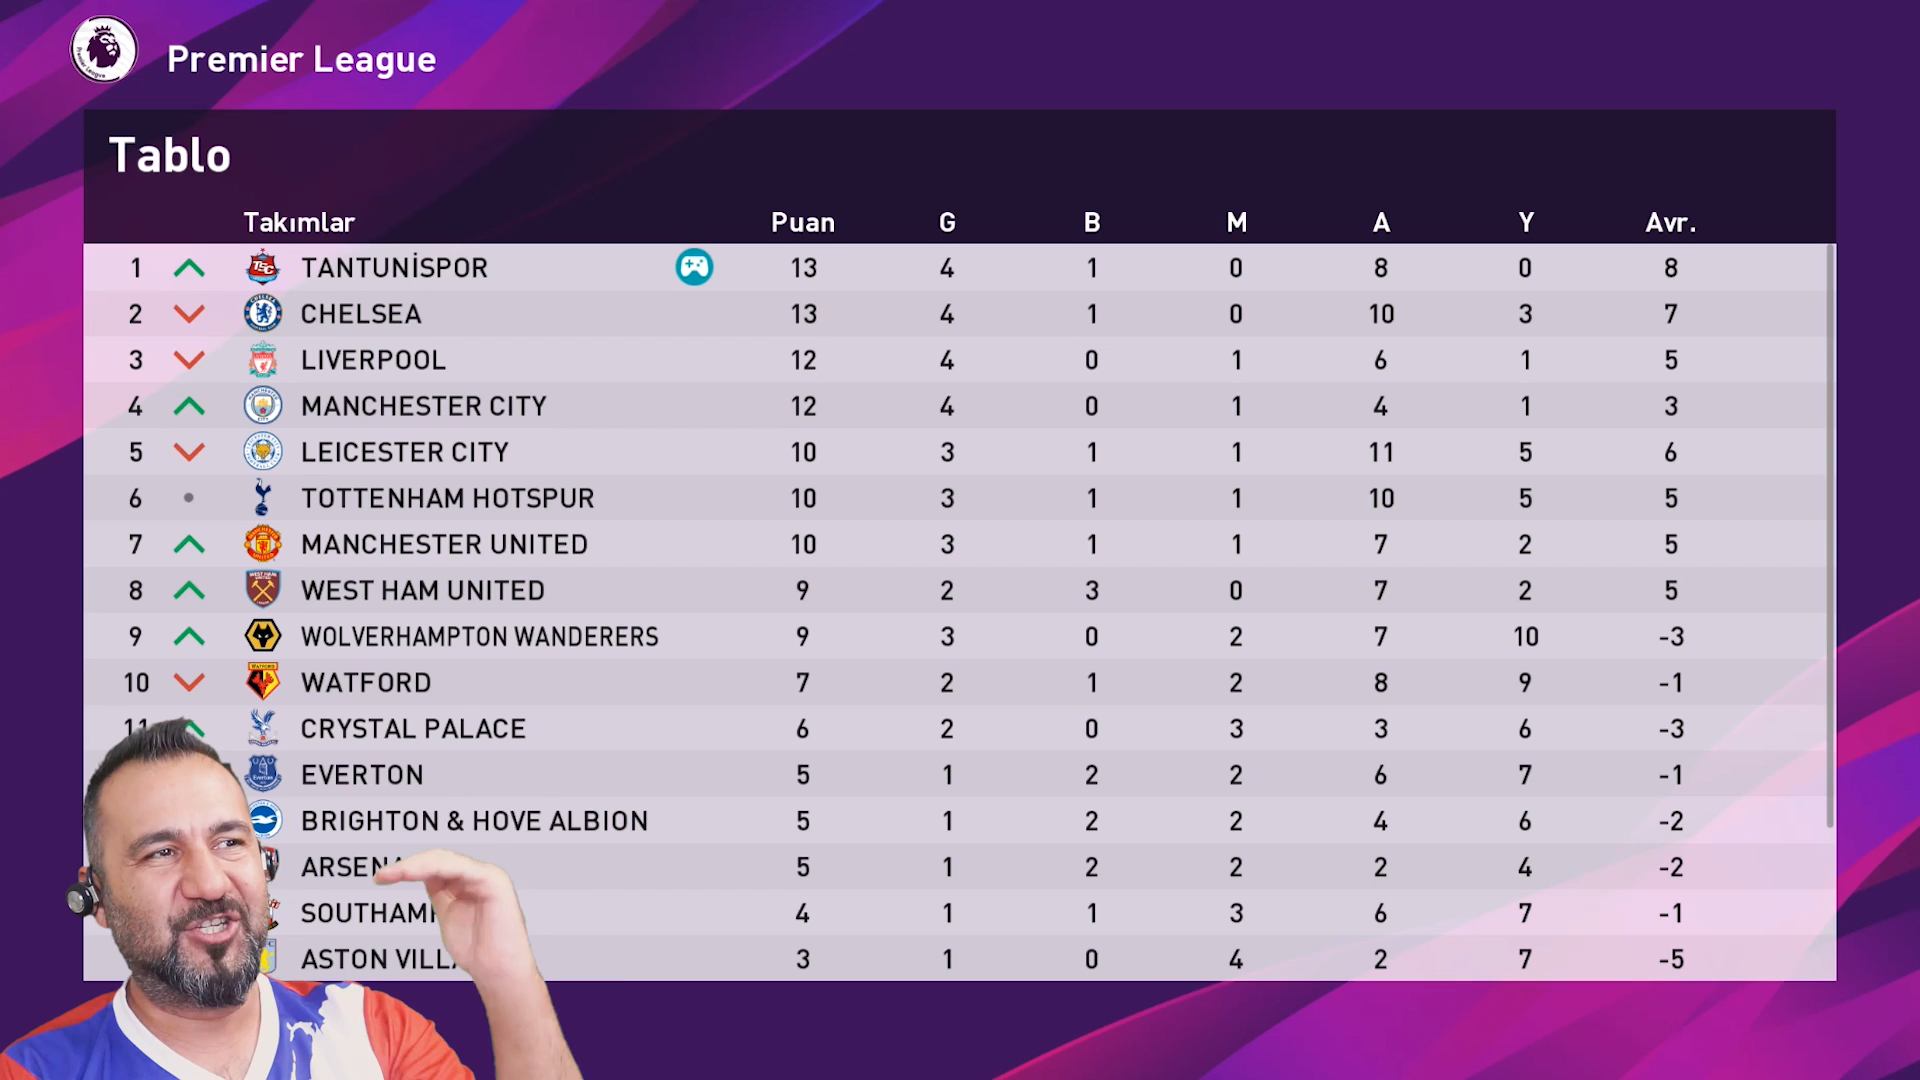 Premier League
Tablo
Takımlar Puan G B M A Y Avr.
1 TANTUNİSPOR 13 4 1 0 8 0 8
2 CHELSEA 13 4 1 0 10 3 7
3 LIVERPOOL 12 4 0 1 6 1 5
4 MANCHESTER CITY 12 4 0 1 4 1 3
5 LEICESTER CITY 10 3 1 1 11 5 6
6 TOTTENHAM HOTSPUR 10 3 1 1 10 5 5
7 MANCHESTER UNITED 10 3 1 1 7 2 5
8 WEST HAM UNITED 9 2 3 0 7 2 5
9 WOLVERHAMPTON WANDERERS 9 3 0 2 7 10 -3
10 WATFORD 7 2 1 2 8 9 -1
11 CRYSTAL PALACE 6 2 0 3 3 6 -3
EVERTON 5 1 2 2 6 7 -1
BRIGHTON & HOVE ALBION 5 1 2 2 4 6 -2
ARSENA 5 1 2 2 2 4 -2
SOUTHAM 4 1 1 3 6 7 -1
ASTON VILLA 3 1 0 4 2 7 -5